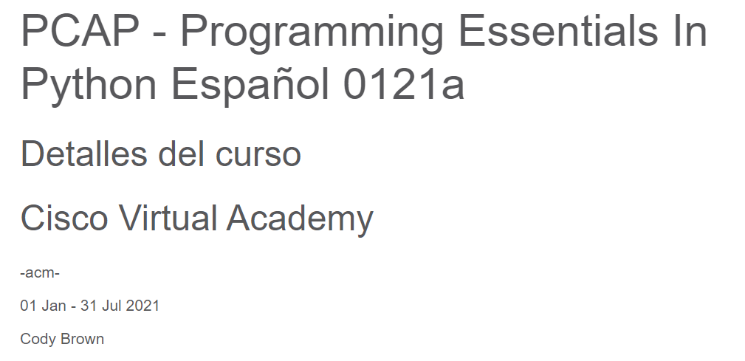 PCAP - Programming Essentials In
Python Español 0121a
Detalles del curso
Cisco Virtual Academy
-acm-
01 Jan - 31 Jul 2021
Cody Brown